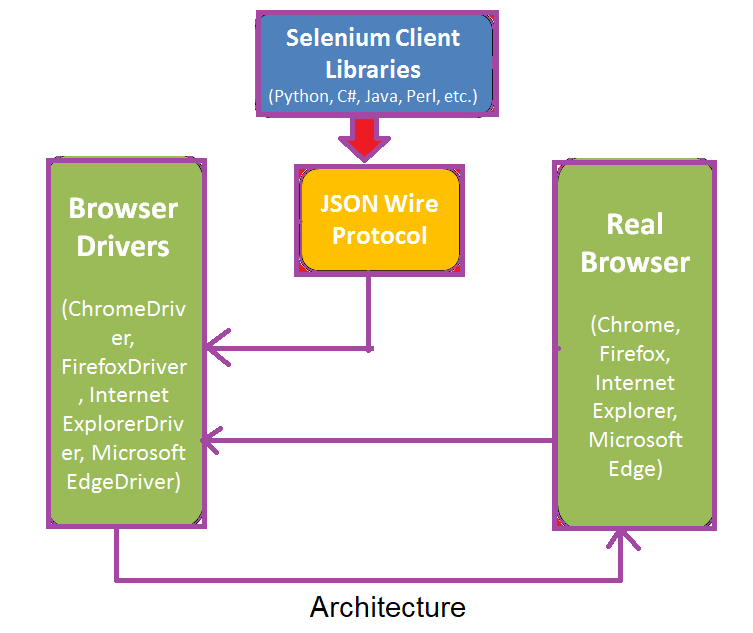 Selenium Client
Libraries
(Python, C#, Java, Perl, etc.)
JSON Wire
Protocol
Browser
Drivers
(ChromeDriv
er,
FirefoxDriver
, Internet
ExplorerDriv
er, Microsoft
EdgeDriver)
Real
Browser
(Chrome,
Firefox,
Internet
Explorer,
Microsoft
Edge)
Architecture